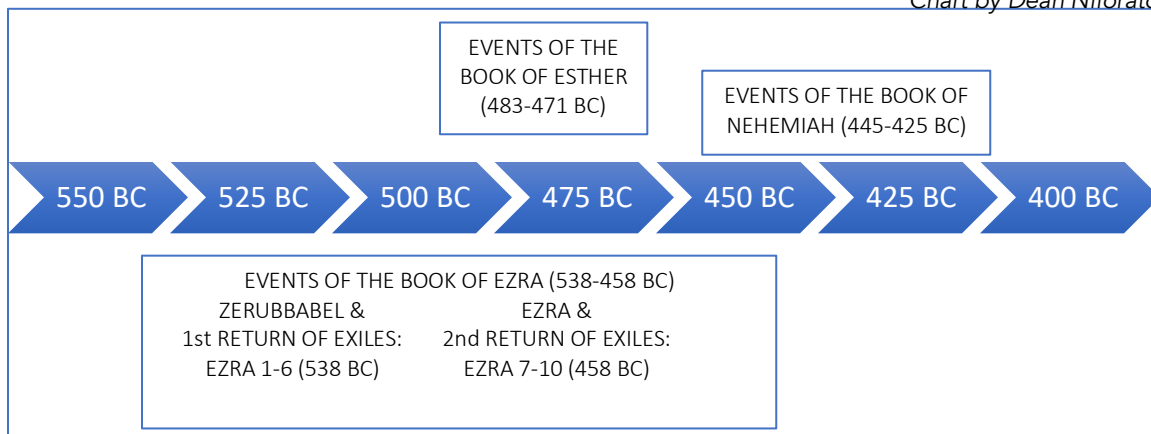 Chart by Dean
EVENTS OF THE
BOOK OF ESTHER
(483-471 BC)
EVENTS OF THE BOOK OF
NEHEMIAH (445-425 BC)
550 BC 525 BC 500 BC 475 BC 450 BC 425 BC 400 BC
EVENTS OF THE BOOK OF EZRA (538-458 BC)
ZERUBBABEL & EZRA &
1st RETURN OF EXILES: 2nd RETURN OF EXILES:
EZRA 1-6 (538 BC) EZRA 7-10 (458 BC)